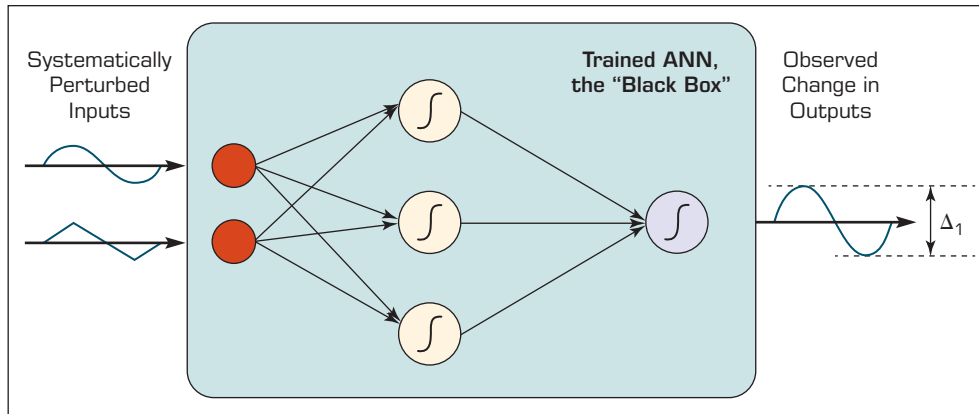 Systematically
Perturbed
Inputs
Trained ANN,
the “Black Box”
Observed
Change in
Outputs
∫
∫
∫
∫
Δ1